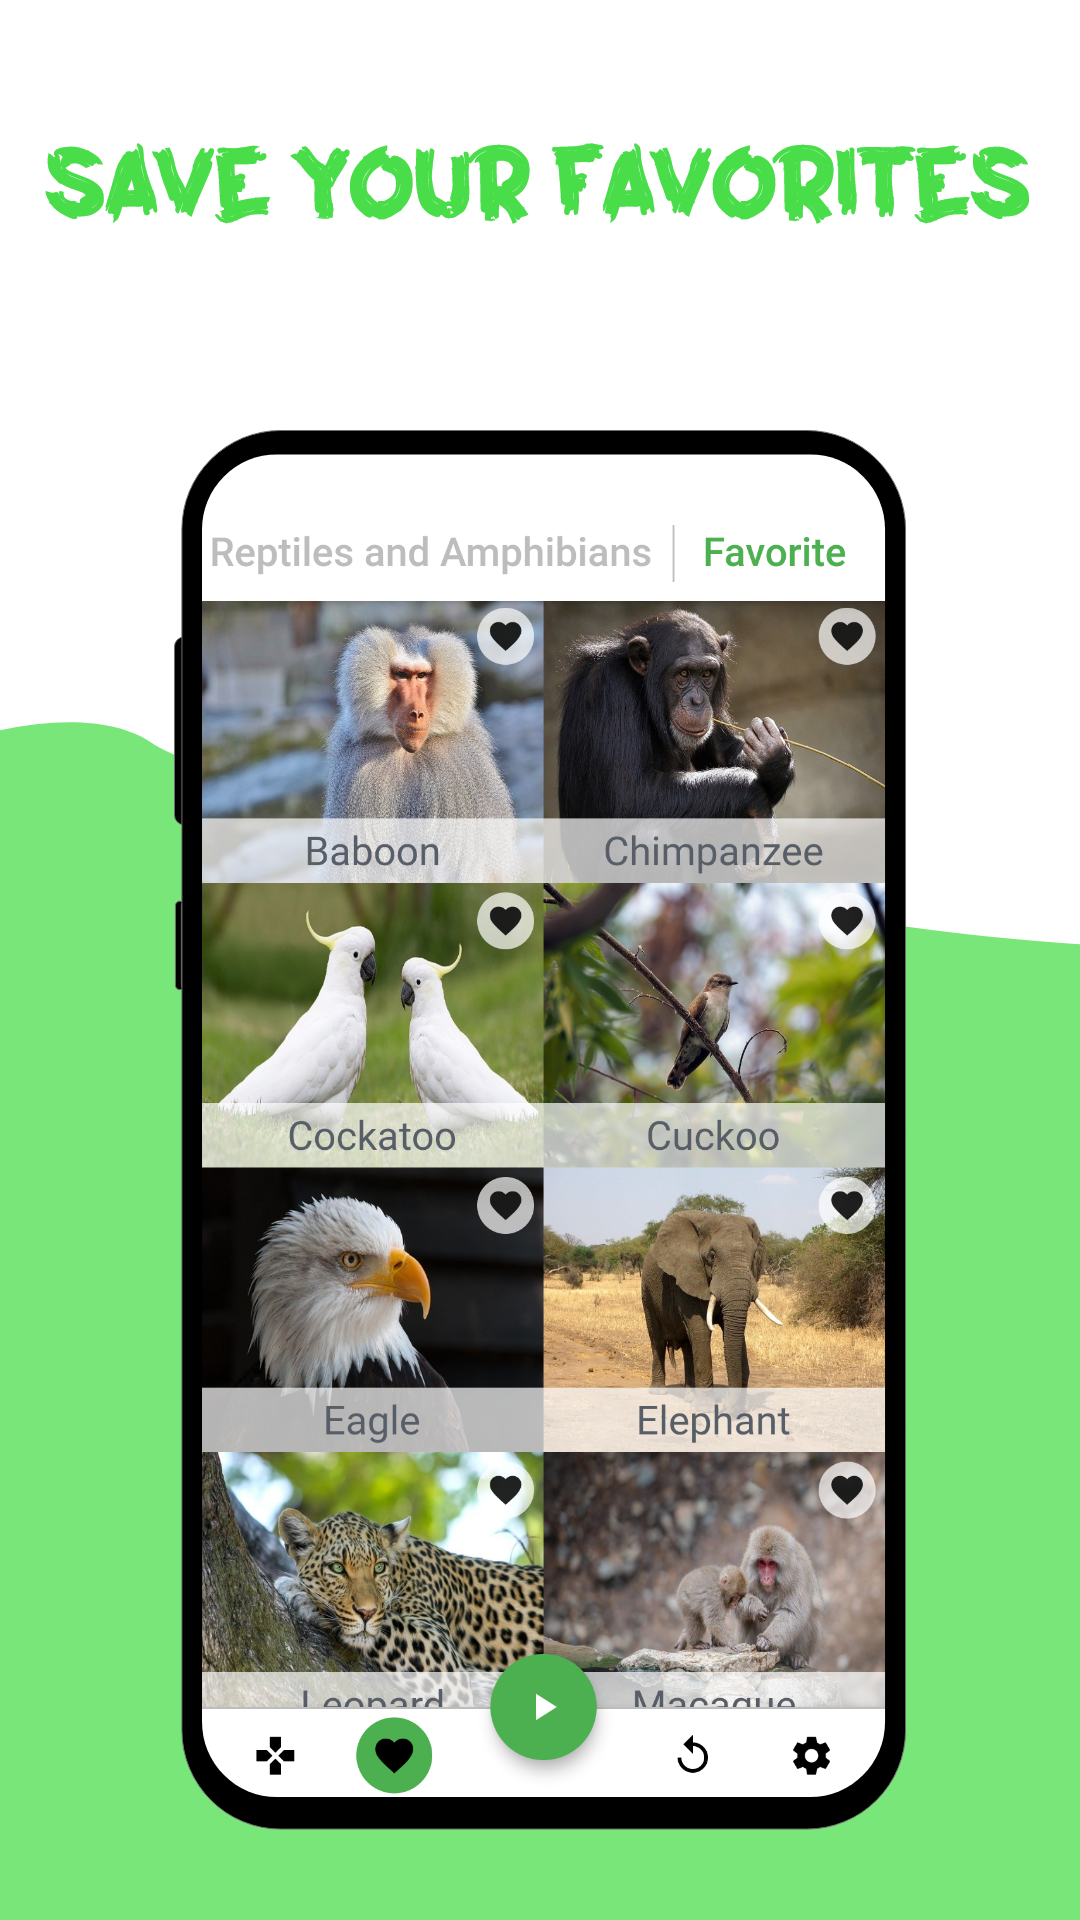 SAVE YOUR FAVORITES
Reptiles and Amphibians Favorite
Baboon Chimpanzee
Cockatoo Cuckoo
Eagle Elephant
Leopard Macaque